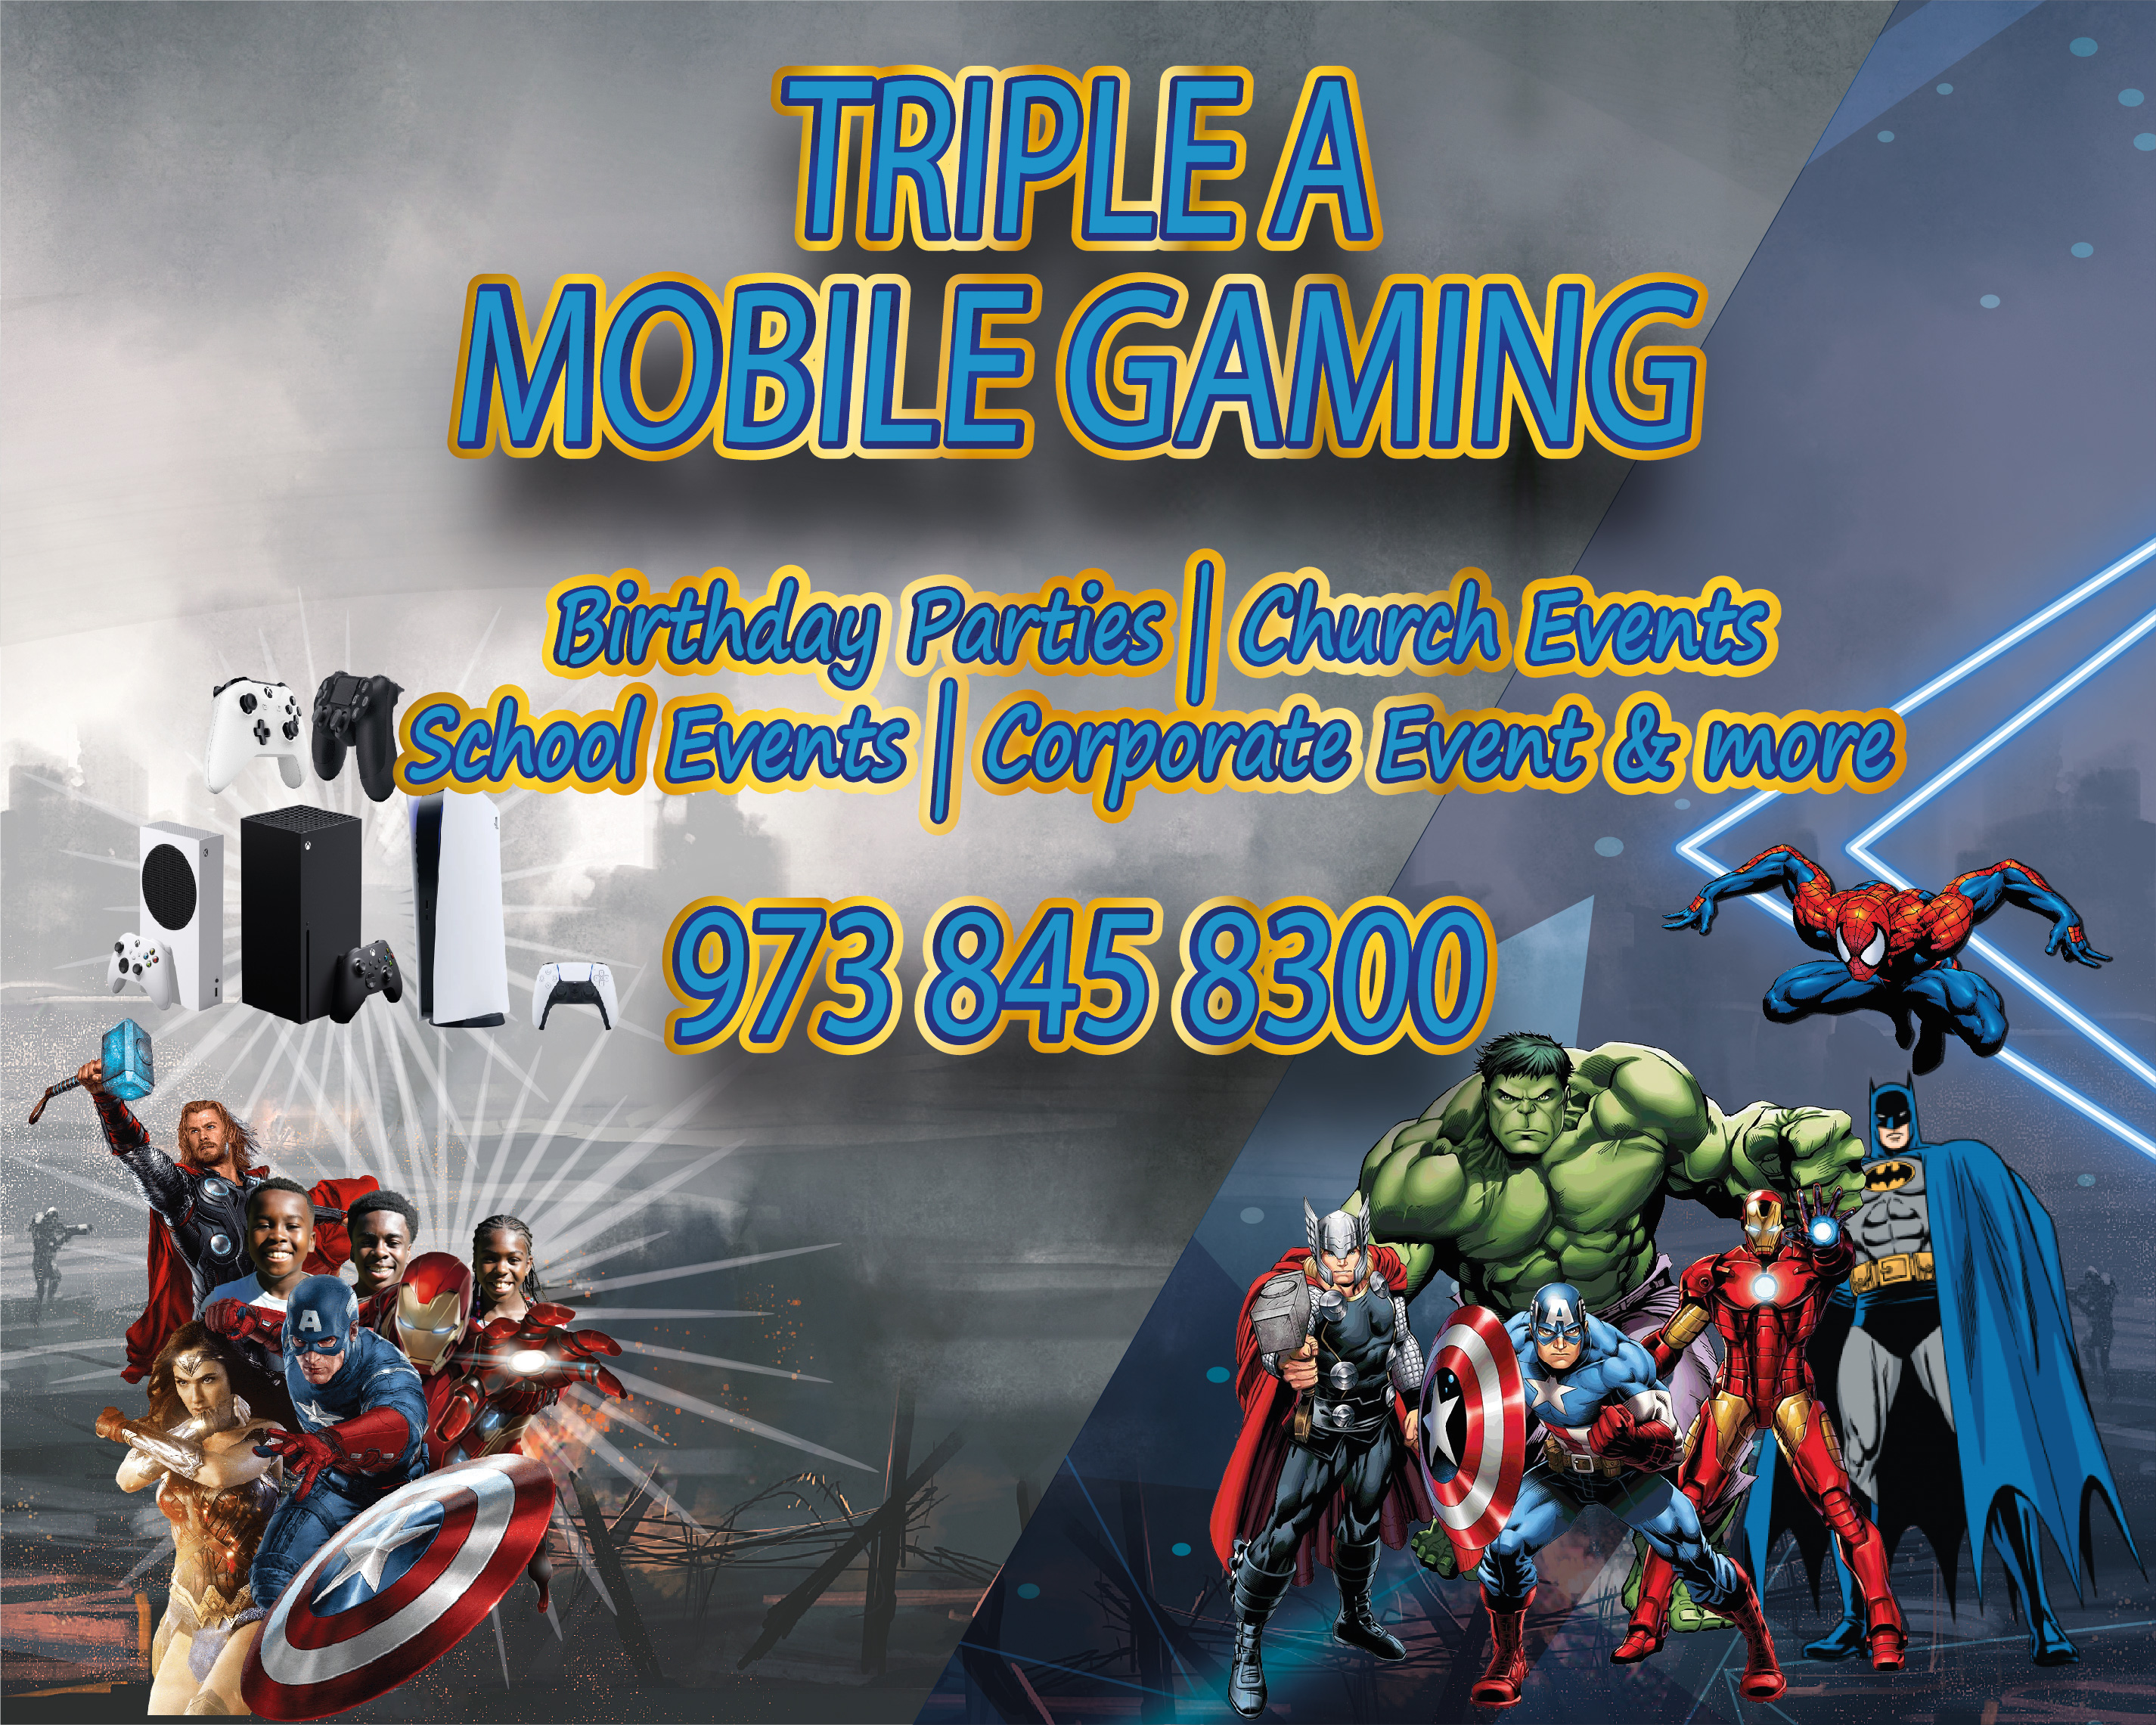 TRIPLE A
MOBILE GAMING
Birthday Parties | Church Events
School Events | Corporate Event & more
973 845 8300
A
A